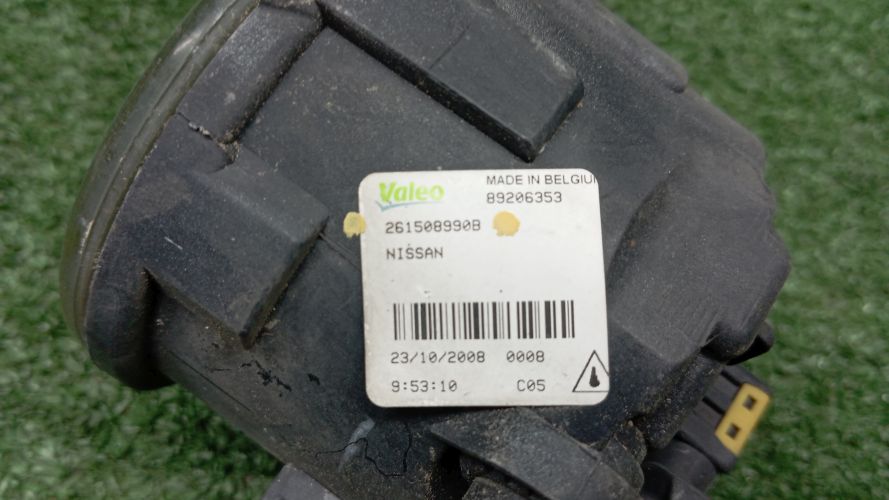 Valeo MADE IN BELGIU
89206353
261508990B
NISSAN
23/10/2008 0008
9:53:10 C05